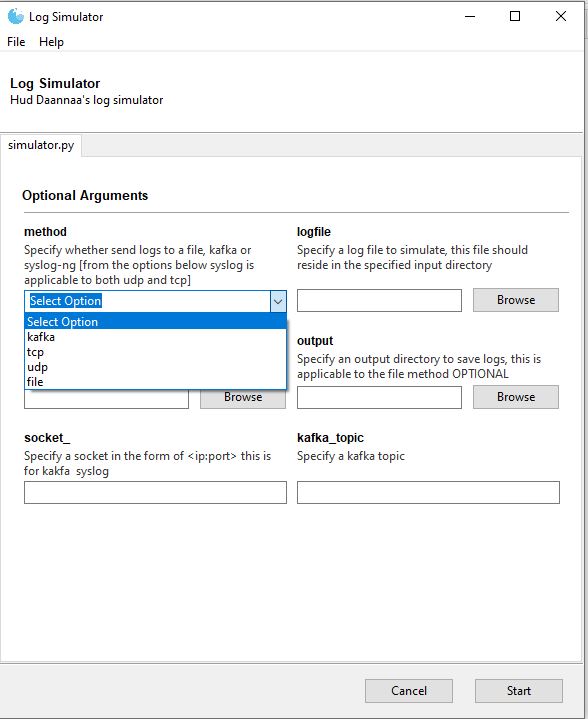 Log Simulator
File Help
Log Simulator
Hud Daannaa's log simulator
simulator.py
Optional Arguments
method
Specify whether send logs to a file, kafka or
syslog-ng [from the options below syslog is
applicable to both udp and tcp]
Select Option
Select Option
kafka
tcp
udp
file
Browse
logfile
Specify a log file to simulate, this file should
reside in the specified input directory
Browse
output
Specify an output directory to save logs, this is
applicable to the file method OPTIONAL
Browse
socket_
Specify a socket in the form of <ip:port> this is
for kakfa  syslog
kafka_topic
Specify a kafka topic
Cancel
Start